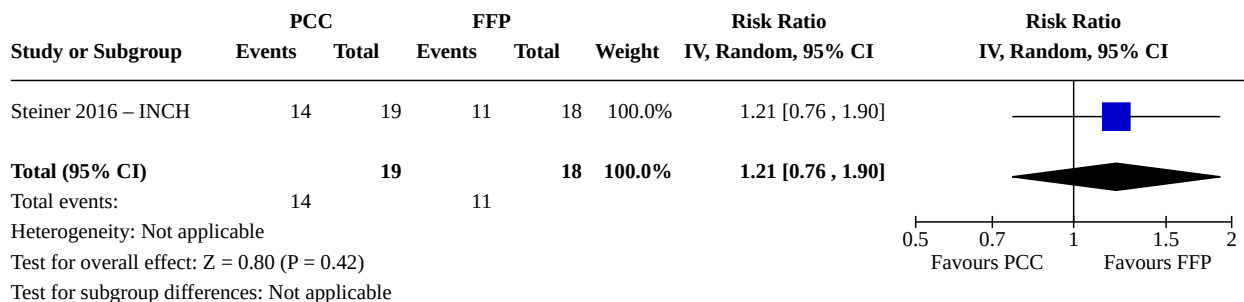 PCC FFP Risk Ratio Risk Ratio
Study or Subgroup Events Total Events Total Weight IV, Random, 95% CI IV, Random, 95% CI
Steiner 2016 – INCH 14 19 11 18 100.0% 1.21 [0.76 , 1.90]
Total (95% CI) 19 18 100.0% 1.21 [0.76 , 1.90]
Total events: 14 11
Heterogeneity: Not applicable
0.5 0.7 1 1.5 2
Test for overall effect: Z = 0.80 (P = 0.42) Favours PCC Favours FFP
Test for subgroup differences: Not applicable